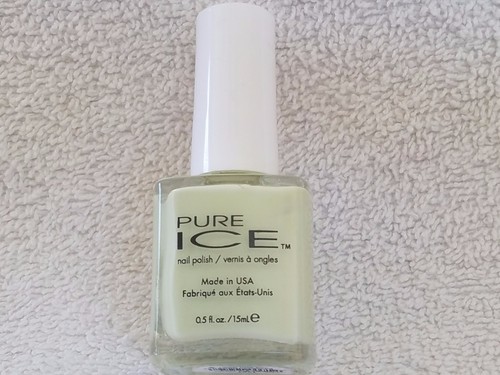 PURE
ICE™
nail polish / vernis à ongles
Made in USA
Fabriqué aux États-Unis
0.5 fl. oz. /15mL℮